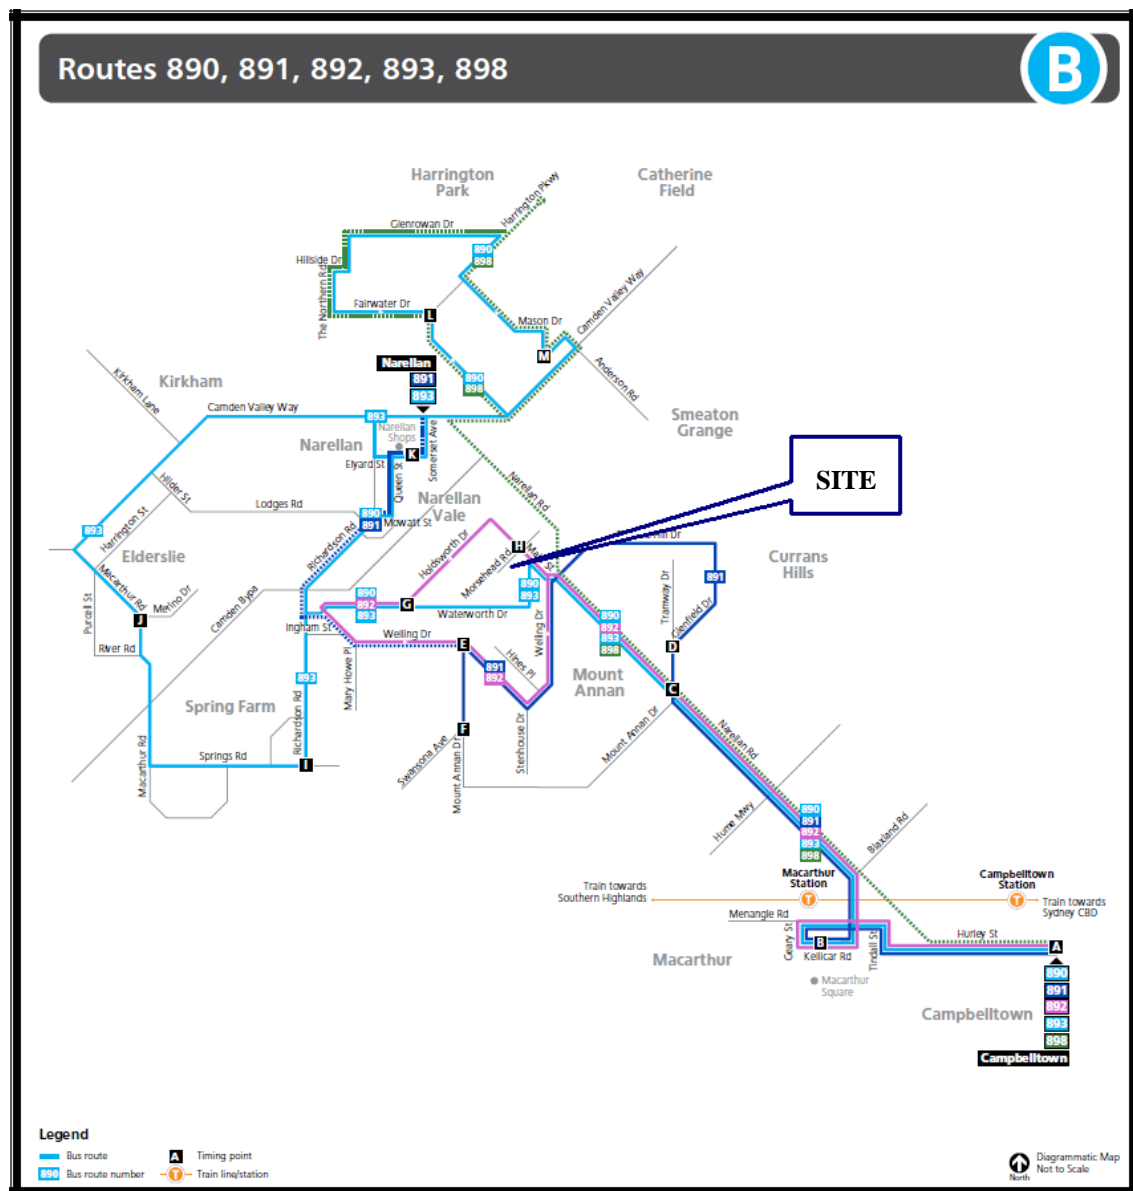 Routes 890, 891, 892, 893, 898
B
Harrington
Park
Catherine
Field
Harrington Pkwy
Glenrowan Dr
890
898
Hillside Dr
The Northern Rd
Fairwater Dr
L
Mason Dr
Camden Valley Way
M
Anderson Rd
Narellan
891
893
890
898
Kirkham
Kirkham Lane
Camden Valley Way
893
Smeaton
Grange
Narellan
Narellan
Shops
Somerset Ave
K
Elyard St
Queen St
SITE
Narellan Rd
Hilder St
Narellan
Vale
Lodges Rd
Harrington St
890
891
Mowatt St
893
Richardson Rd
Holdsworth Dr
Elderslie
H
Hill Dr
Currans
Hills
Morsehead Rd
Macarthur Rd
Merino Dr
Camden Bypa
890
892
893
G
890
893
Waterworth Dr
891
Tramway Dr
Glenfield Dr
Purcell St
J
River Rd
Ingham St
Welling Dr
E
Welling Dr
890
892
893
898
D
Mary Howe Pl
891
892
Hines Pl
Mount
Annan
C
893
Spring Farm
Richardson Rd
F
Stenhouse Dr
Mount Annan Dr
Narellan Rd
Macarthur Rd
Springs Rd
I
Swansona Ave
Mount Annan Dr
Hume Mwy
890
891
892
893
898
Blaxland Rd
Macarthur
Station
Campbelltown
Station
Train towards
Southern Highlands
T
T
Train towards
Sydney CBD
Menangle Rd
Geary St
B
Kellicar Rd
Tindall St
Hurley St
A
Macarthur
Macarthur
Square
890
891
892
893
898
Campbelltown
Campbelltown
Legend
Bus route
A Timing point
890 Bus route number
T Train line/station
North
Diagrammatic Map
Not to Scale